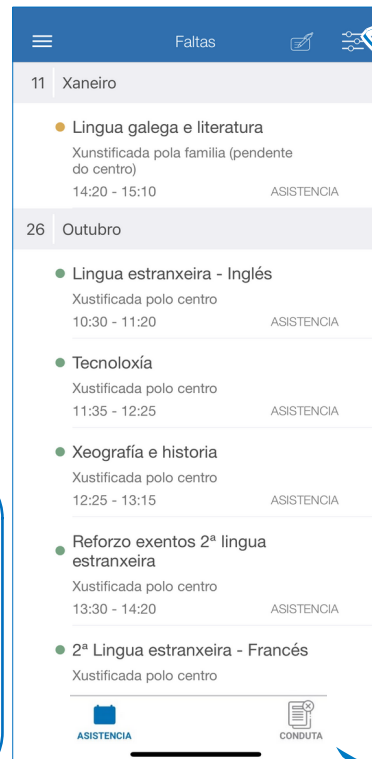 Faltas
11 Xaneiro
Lingua galega e literatura
Xunstificada pola familia (pendente
do centro)
14:20 - 15:10 ASISTENCIA
26 Outubro
Lingua estranxeira - Inglés
Xustificada polo centro
10:30 - 11:20 ASISTENCIA
Tecnoloxía
Xustificada polo centro
11:35 - 12:25 ASISTENCIA
Xeografía e historia
Xustificada polo centro
12:25 - 13:15 ASISTENCIA
Reforzo exentos 2ª lingua
estranxeira
Xustificada polo centro
13:30 - 14:20 ASISTENCIA
2ª Lingua estranxeira - Francés
Xustificada polo centro
ASISTENCIA CONDUTA